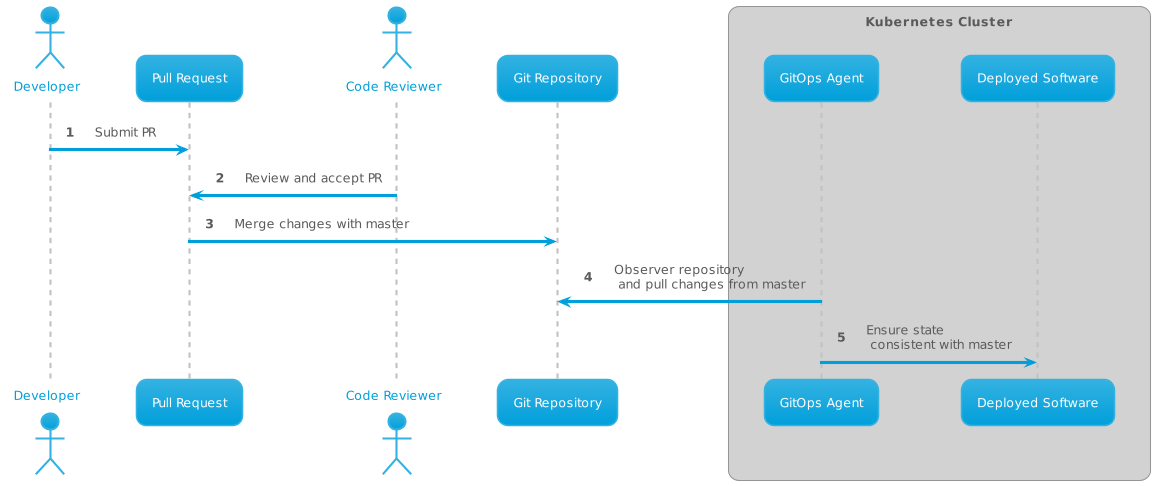 Kubernetes Cluster
Developer
Pull Request
Code Reviewer
Git Repository
GitOps Agent
Deployed Software
1 Submit PR
2 Review and accept PR
3 Merge changes with master
4 Observer repository
and pull changes from master
5 Ensure state
consistent with master
Developer
Pull Request
Code Reviewer
Git Repository
GitOps Agent
Deployed Software